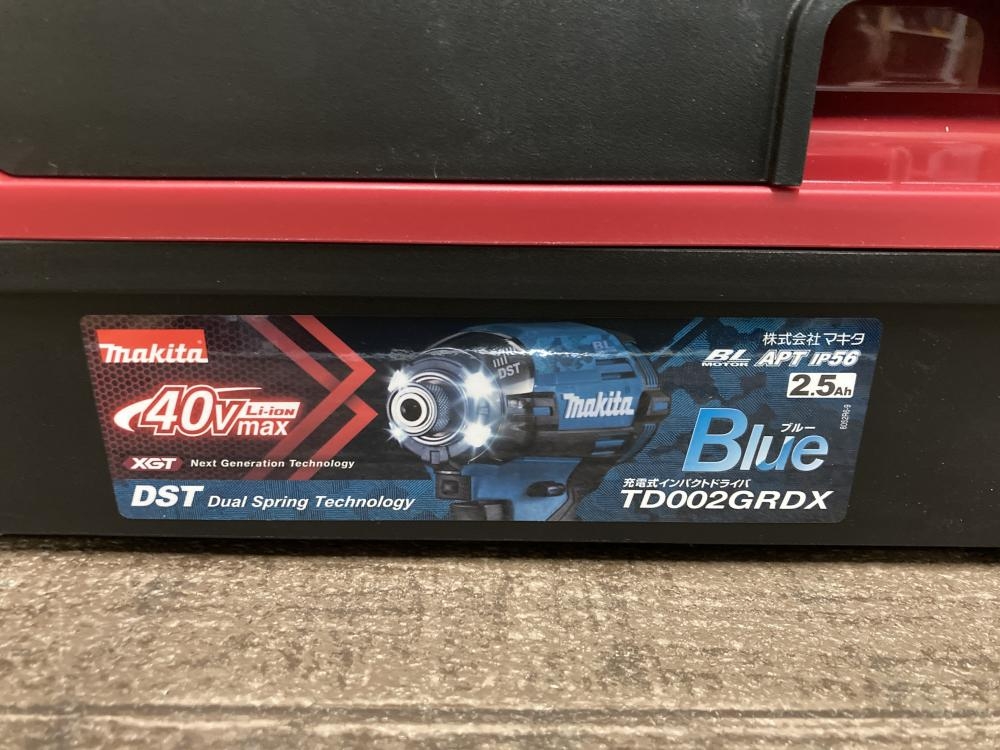 makita
40Vmax Li-ion
XGT Next Generation Technology
DST Dual Spring Technology
BL
DST
makita
株式会社マキタ
BL MOTOR APT IP56
2.5Ah
ブルー
Blue
充電式インパクトドライバ
TD002GRDX